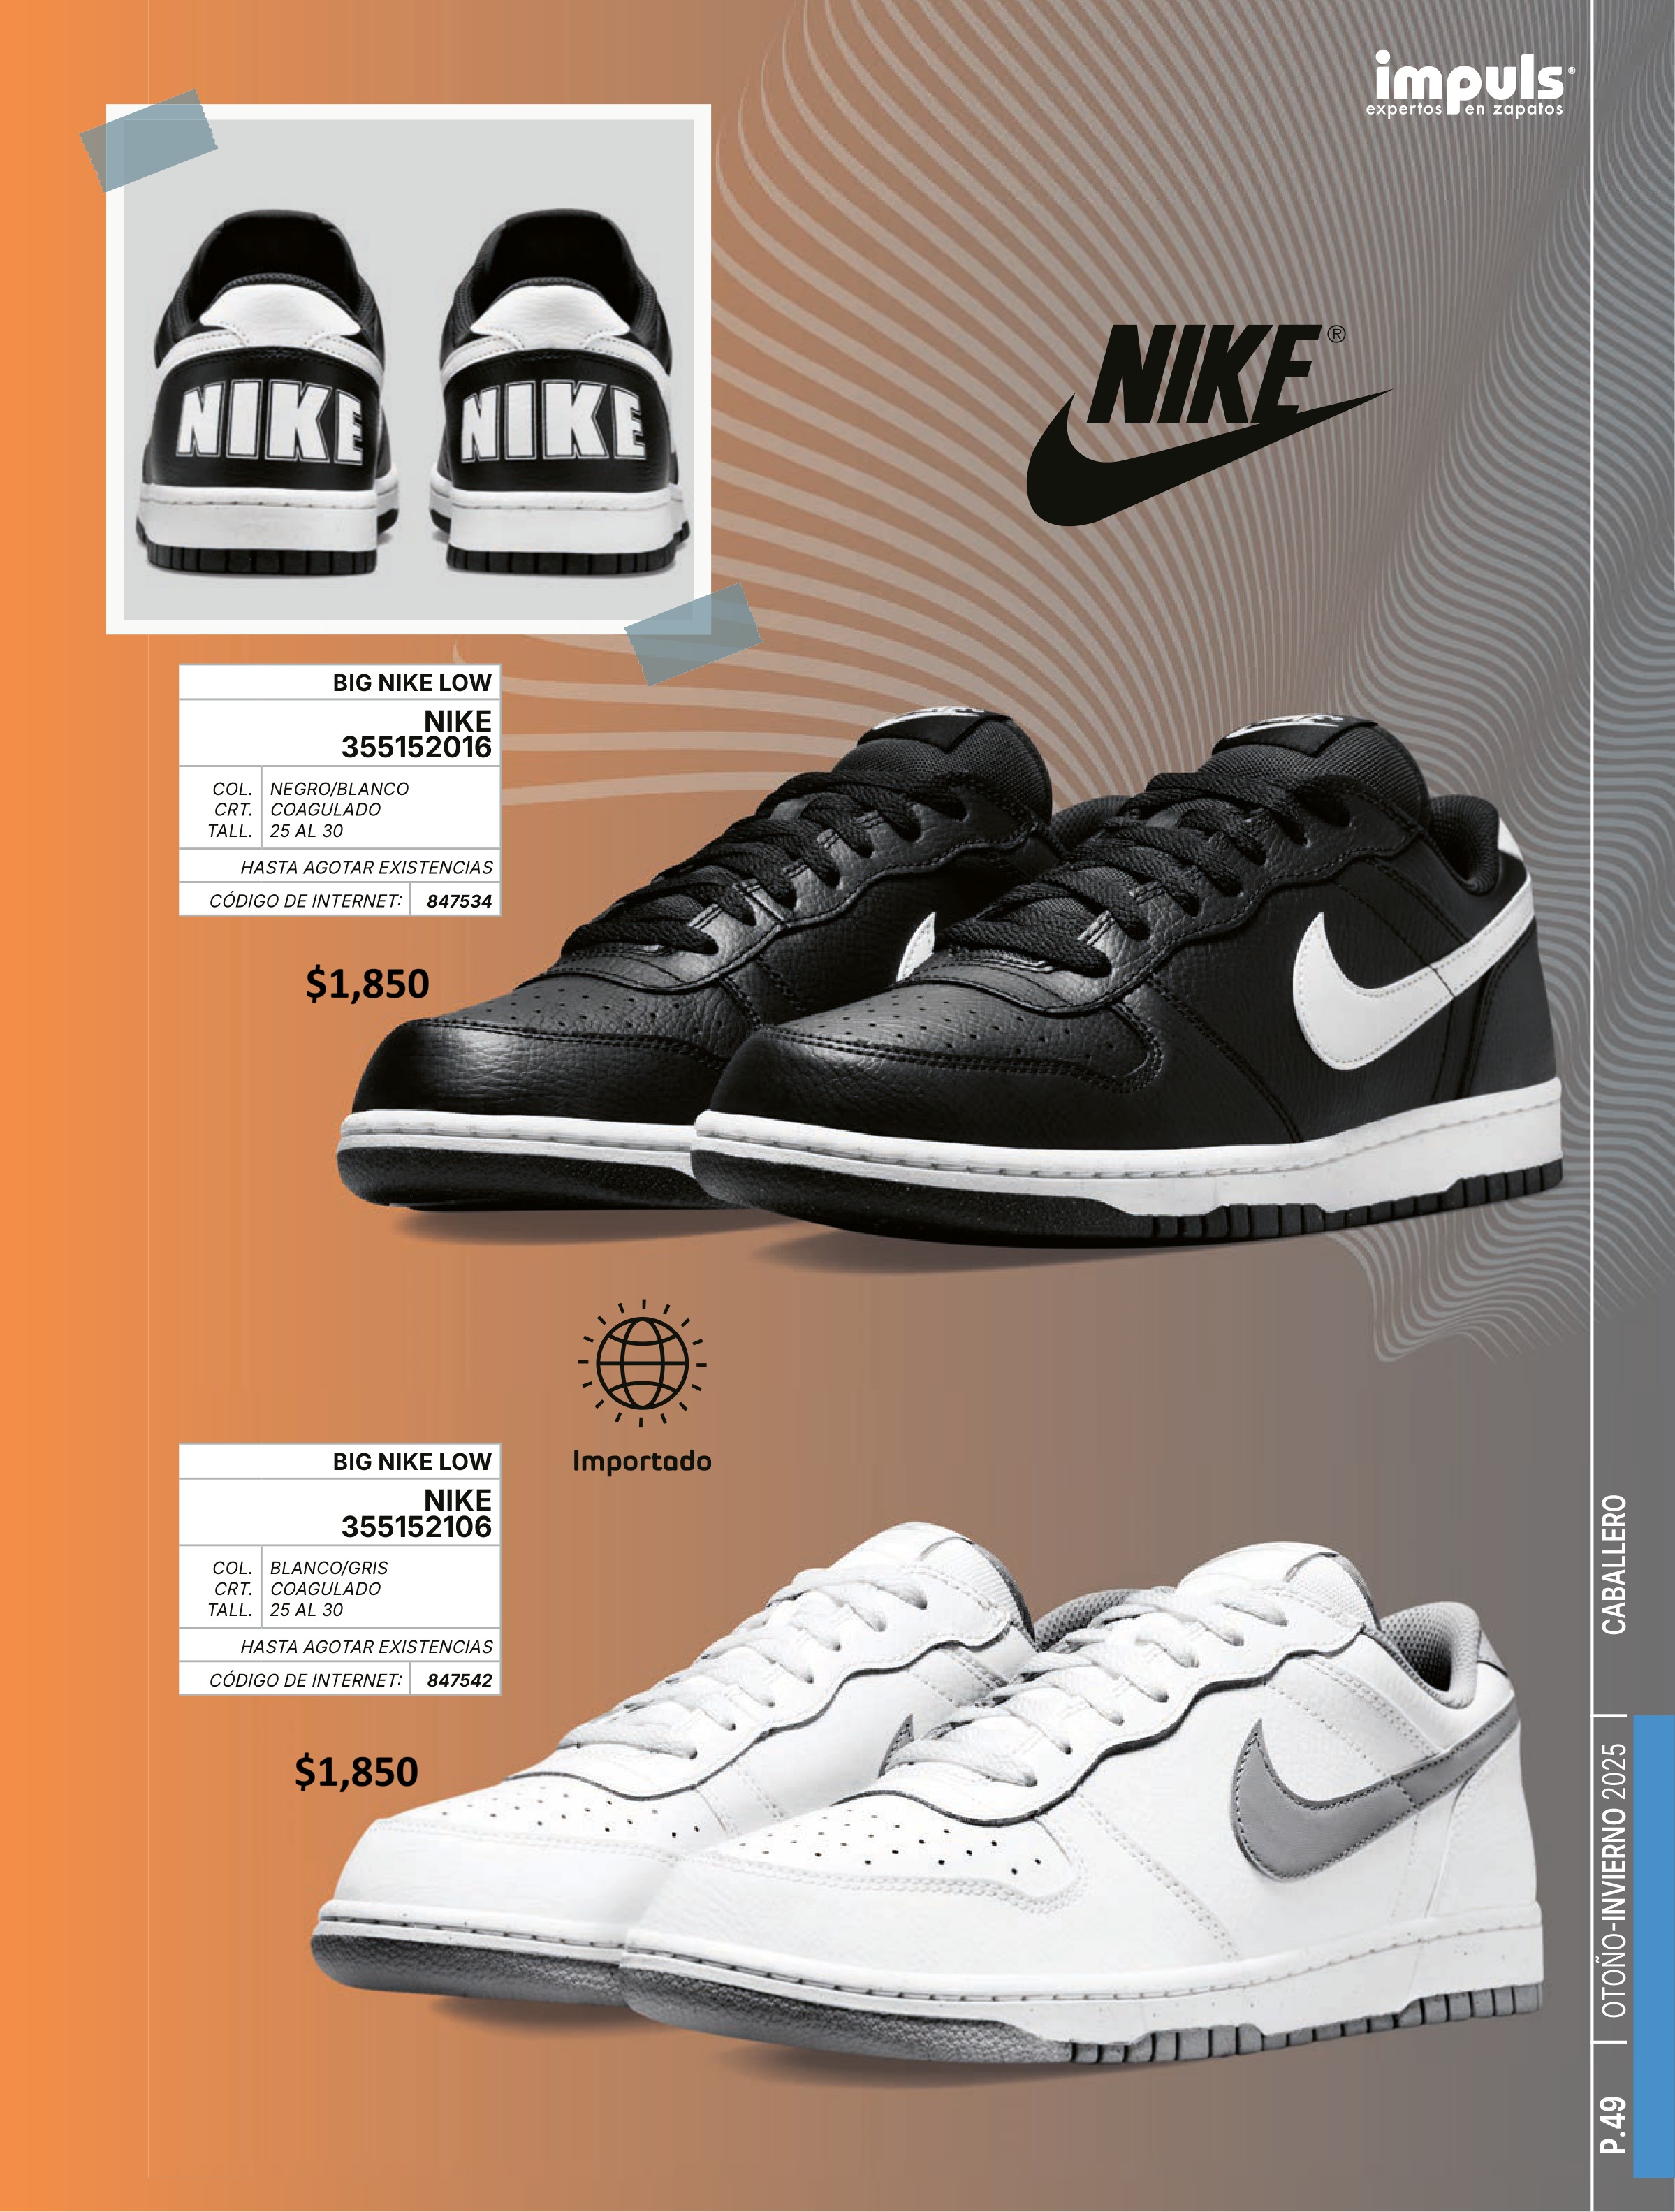 impuls®
expertos en zapatos
NIKE NIKE
NIKE®
BIG NIKE LOW
NIKE
355152016
COL. NEGRO/BLANCO
CRT. COAGULADO
TALL. 25 AL 30
HASTA AGOTAR EXISTENCIAS
CÓDIGO DE INTERNET: 847534
$1,850
Importado
BIG NIKE LOW
NIKE
355152106
COL. BLANCO/GRIS
CRT. COAGULADO
TALL. 25 AL 30
HASTA AGOTAR EXISTENCIAS
CÓDIGO DE INTERNET: 847542
$1,850
CABALLERO
OTOÑO-INVIERNO 2025
P.49